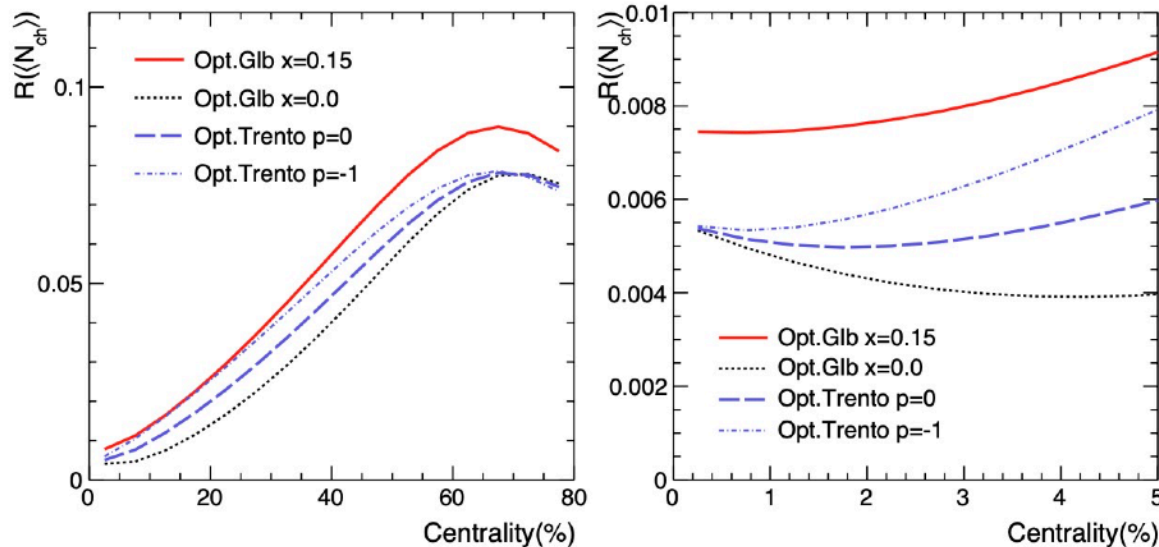 R(⟨N_ch⟩)
0.1
0.05
0
Opt.Glb x=0.15
Opt.Glb x=0.0
Opt.Trento p=0
Opt.Trento p=-1
0 20 40 60 80
Centrality(%)
R(⟨N_ch⟩)
0.01
0.008
0.006
0.004
0.002
0
Opt.Glb x=0.15
Opt.Glb x=0.0
Opt.Trento p=0
Opt.Trento p=-1
0 1 2 3 4 5
Centrality(%)